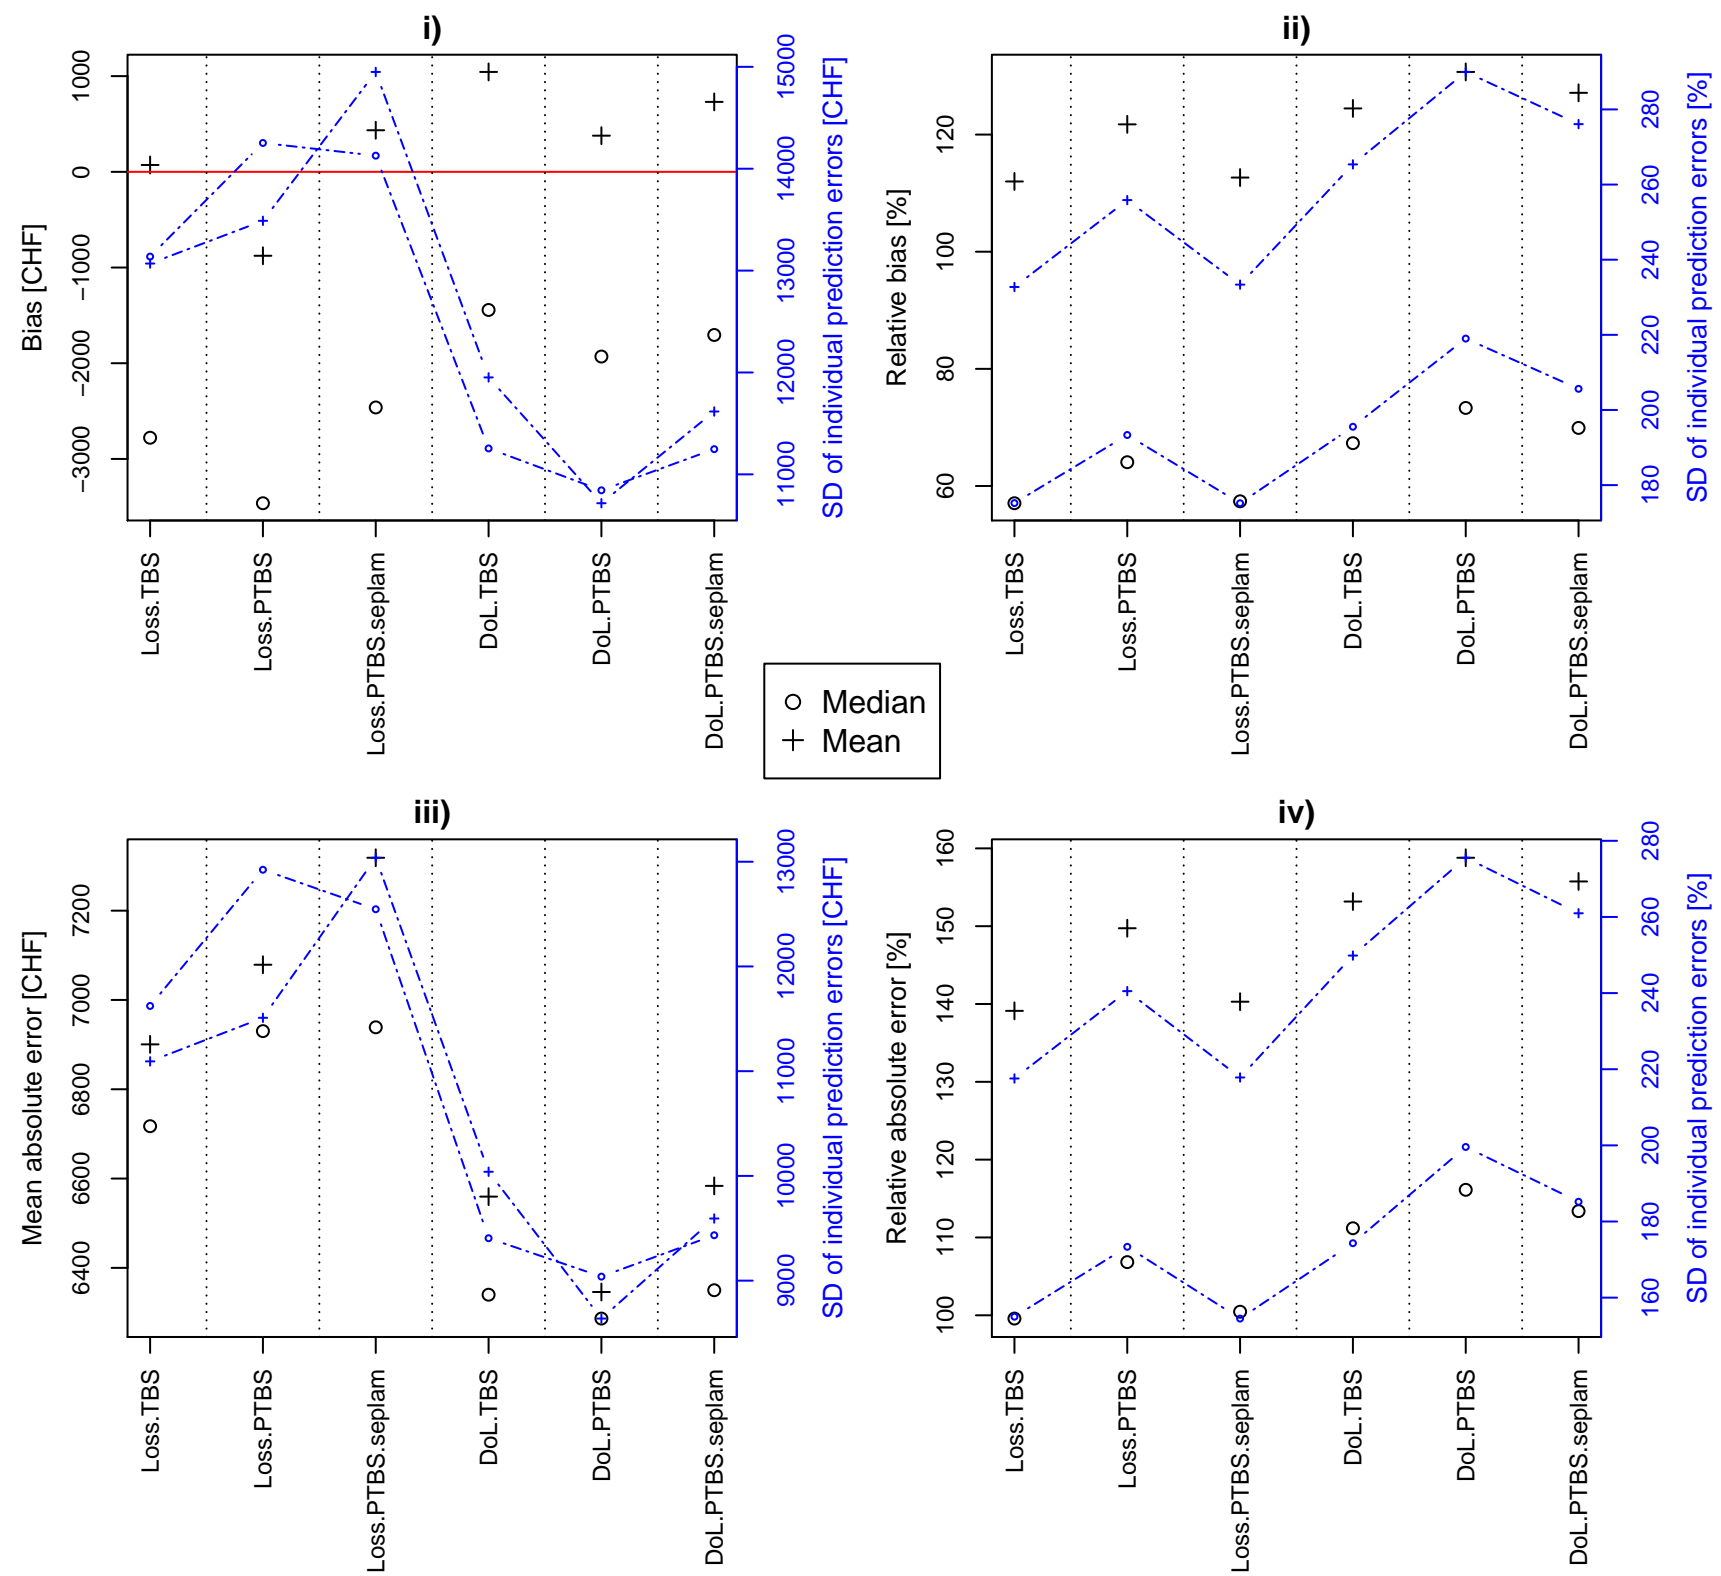 i)
Bias [CHF]
1000
0
−1000
−2000
−3000
15000
14000
13000
12000
11000
SD of individual prediction errors [CHF]
Loss.TBS
Loss.PTBS
Loss.PTBS.seplam
DoL.TBS
DoL.PTBS
DoL.PTBS.seplam
ii)
Relative bias [%]
120
100
80
60
280
260
240
220
200
180
SD of individual prediction errors [%]
Loss.TBS
Loss.PTBS
Loss.PTBS.seplam
DoL.TBS
DoL.PTBS
DoL.PTBS.seplam
Median
Mean
iii)
Mean absolute error [CHF]
7200
7000
6800
6600
6400
13000
12000
11000
10000
9000
SD of individual prediction errors [CHF]
Loss.TBS
Loss.PTBS
Loss.PTBS.seplam
DoL.TBS
DoL.PTBS
DoL.PTBS.seplam
iv)
Relative absolute error [%]
160
150
140
130
120
110
100
280
260
240
220
200
180
160
SD of individual prediction errors [%]
Loss.TBS
Loss.PTBS
Loss.PTBS.seplam
DoL.TBS
DoL.PTBS
DoL.PTBS.seplam